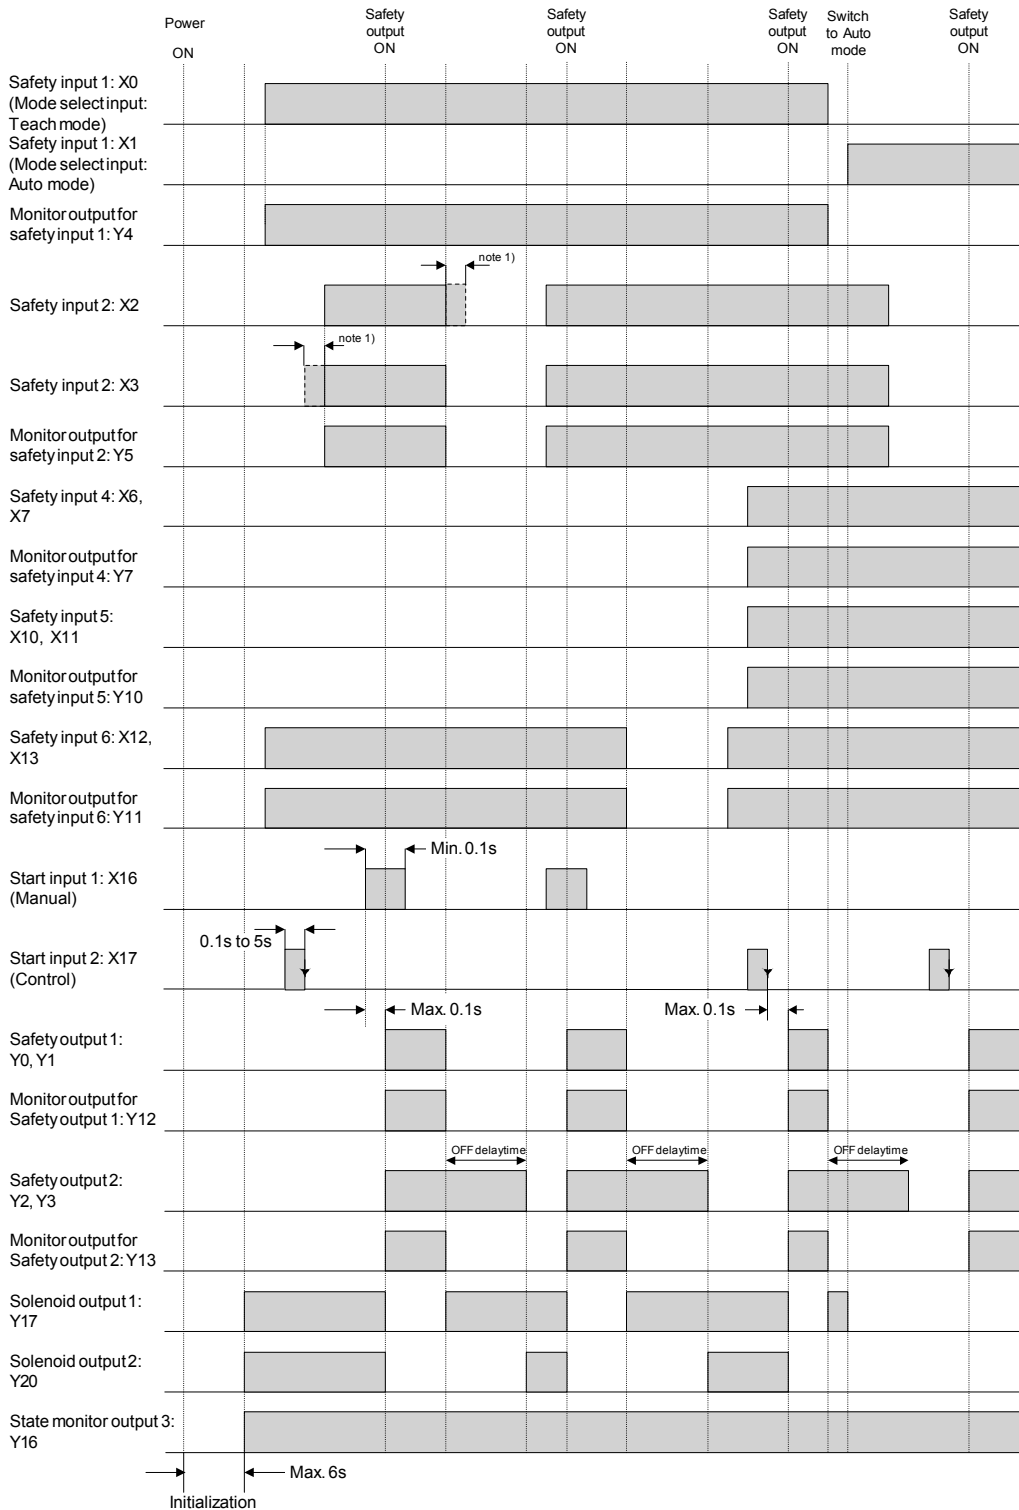 Power
ON
Safety
output
ON
Safety
output
ON
Safety
output
ON
Switch
to Auto
mode
Safety
output
ON
Safety input 1: X0
(Mode select input:
Teach mode)
Safety input 1: X1
(Mode select input:
Auto mode)
Monitor output for
safety input 1: Y4
note 1)
Safety input 2: X2
note 1)
Safety input 2: X3
Monitor output for
safety input 2: Y5
Safety input 4: X6,
X7
Monitor output for
safety input 4: Y7
Safety input 5:
X10, X11
Monitor output for
safety input 5: Y10
Safety input 6: X12,
X13
Monitor output for
safety input 6: Y11
Min. 0.1s
Start input 1: X16
(Manual)
0.1s to 5s
Start input 2: X17
(Control)
Max. 0.1s
Max. 0.1s
Safety output 1:
Y0, Y1
Monitor output for
Safety output 1: Y12
OFF delay time
OFF delay time
OFF delay time
Safety output 2:
Y2, Y3
Monitor output for
Safety output 2: Y13
Solenoid output 1:
Y17
Solenoid output 2:
Y20
State monitor output 3:
Y16
Max. 6s
Initialization